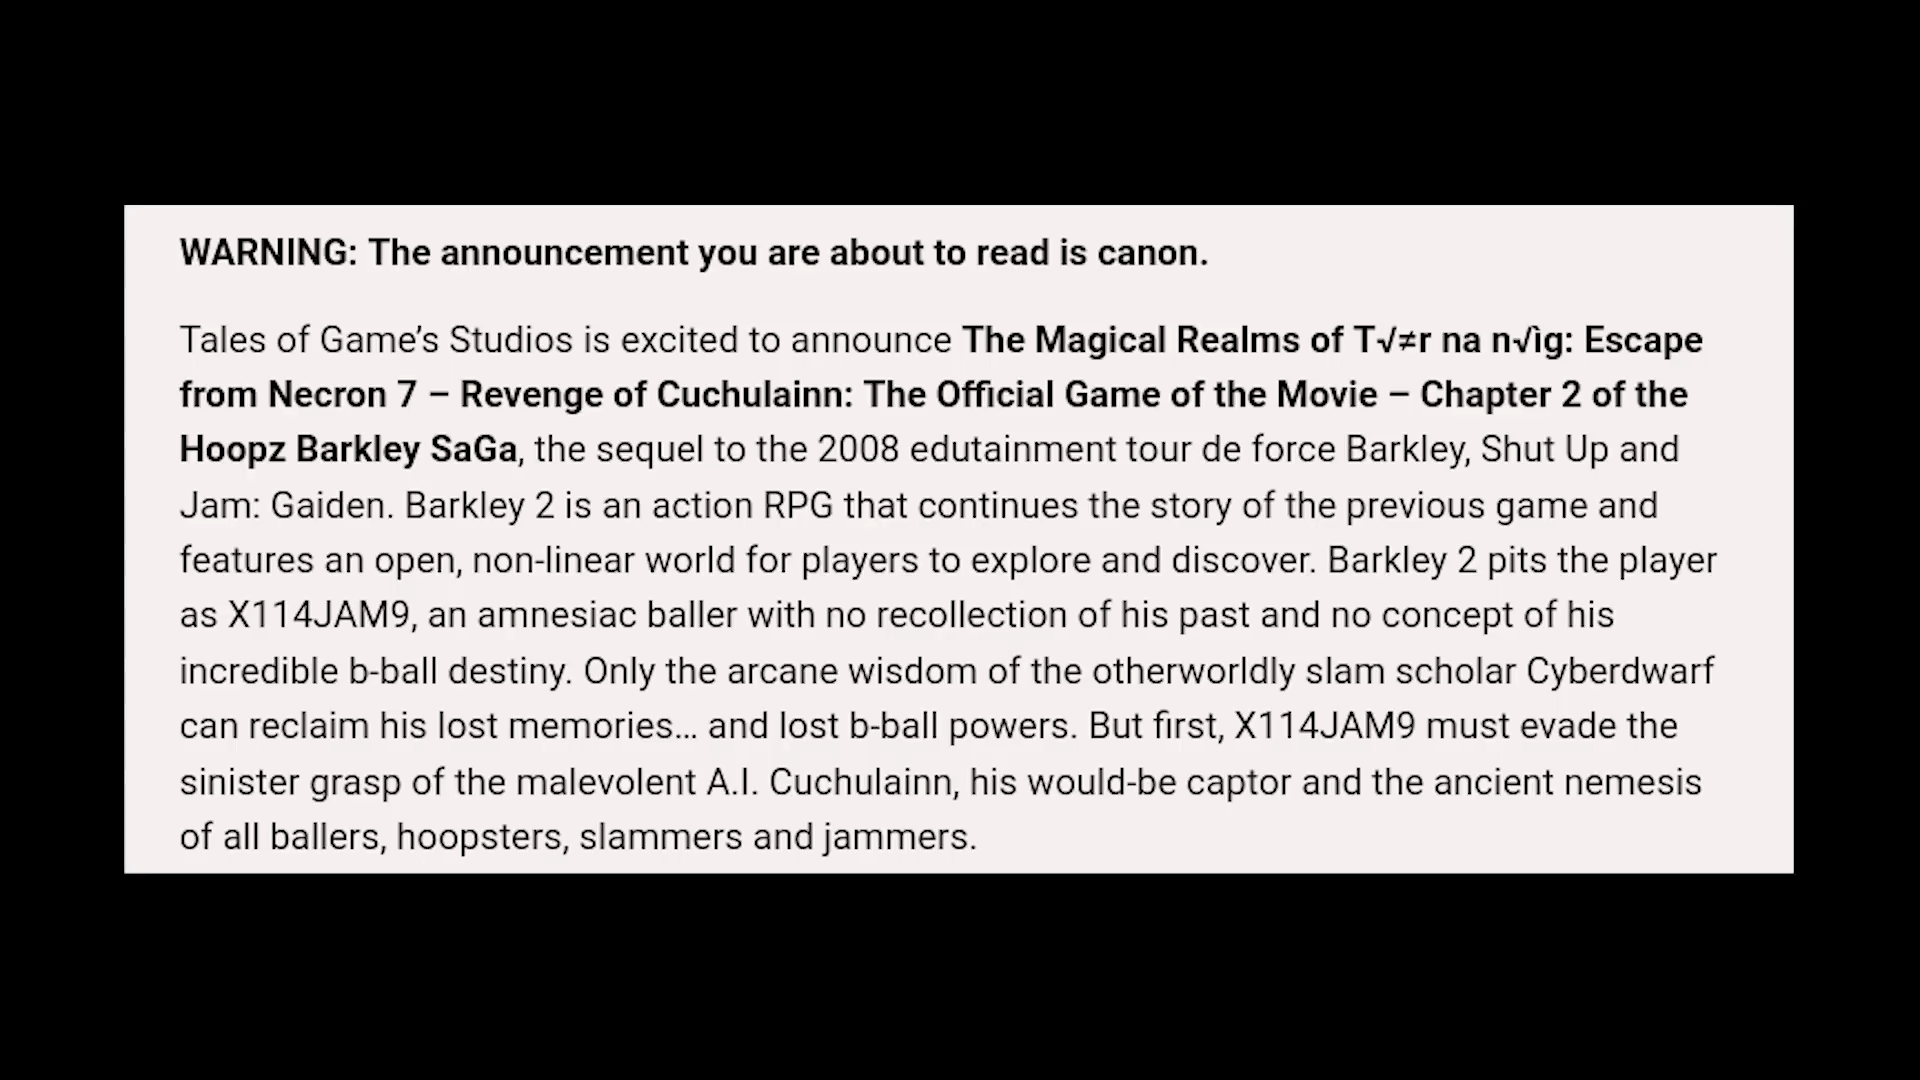 WARNING: The announcement you are about to read is canon.
Tales of Game’s Studios is excited to announce The Magical Realms of T√≠r na n√ìg: Escape
from Necron 7 – Revenge of Cuchulainn: The Official Game of the Movie – Chapter 2 of the
Hoopz Barkley SaGa, the sequel to the 2008 edutainment tour de force Barkley, Shut Up and
Jam: Gaiden. Barkley 2 is an action RPG that continues the story of the previous game and
features an open, non-linear world for players to explore and discover. Barkley 2 pits the player
as X114JAM9, an amnesiac baller with no recollection of his past and no concept of his
incredible b-ball destiny. Only the arcane wisdom of the otherworldly slam scholar Cyberdwarf
can reclaim his lost memories… and lost b-ball powers. But first, X114JAM9 must evade the
sinister grasp of the malevolent A.I. Cuchulainn, his would-be captor and the ancient nemesis
of all ballers, hoopsters, slammers and jammers.